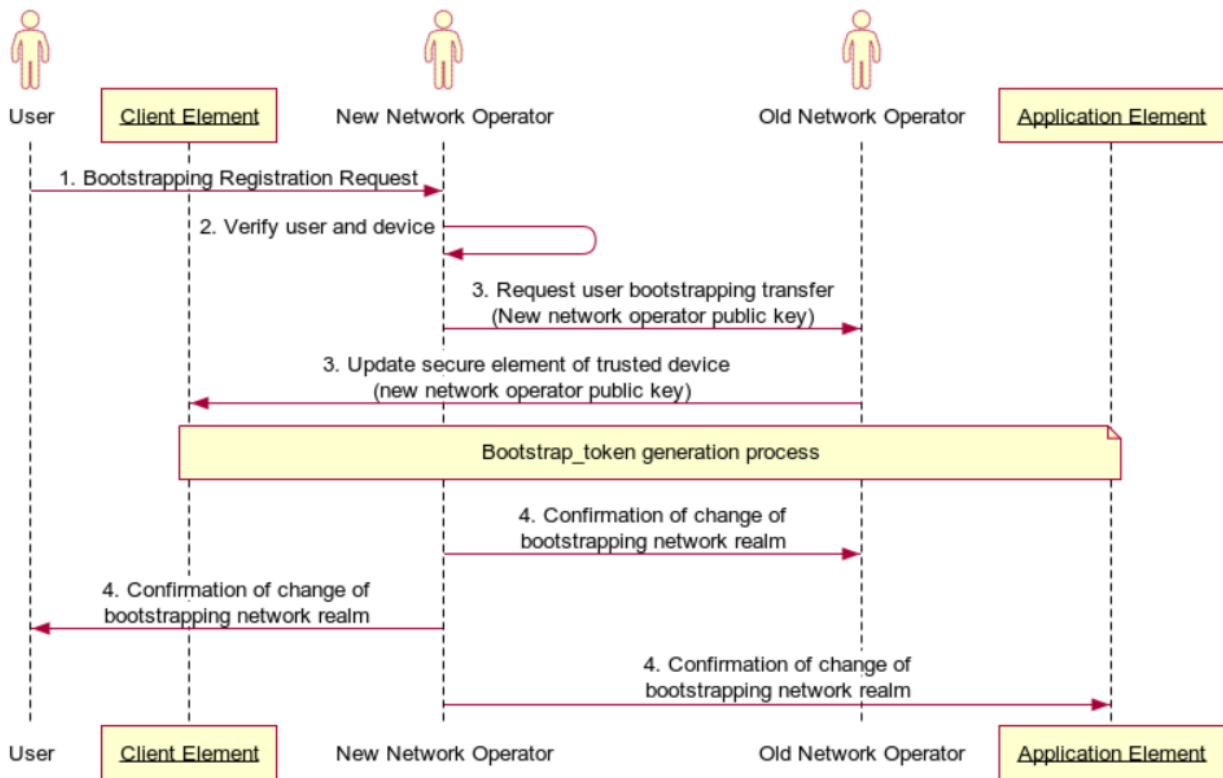 User
Client Element
New Network Operator
Old Network Operator
Application Element
1. Bootstrapping Registration Request
2. Verify user and device
3. Request user bootstrapping transfer
(New network operator public key)
3. Update secure element of trusted device
(new network operator public key)
Bootstrap_token generation process
4. Confirmation of change of
bootstrapping network realm
4. Confirmation of change of
bootstrapping network realm
4. Confirmation of change of
bootstrapping network realm
User
Client Element
New Network Operator
Old Network Operator
Application Element